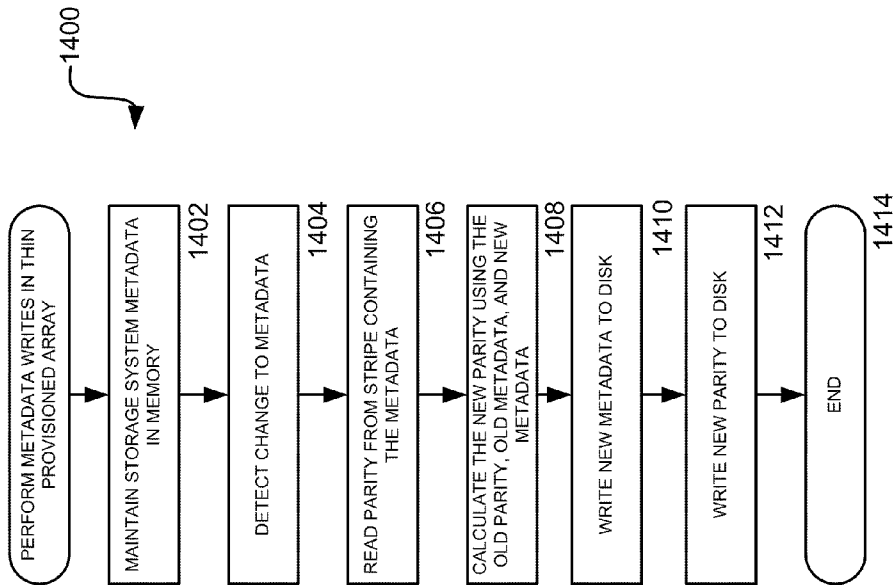 1400
PERFORM METADATA WRITES IN THIN
PROVISIONED ARRAY
MAINTAIN STORAGE SYSTEM METADATA
IN MEMORY
1402
DETECT CHANGE TO METADATA
1404
READ PARITY FROM STRIPE CONTAINING
THE METADATA
1406
CALCULATE THE NEW PARITY USING THE
OLD PARITY, OLD METADATA, AND NEW
METADATA
1408
WRITE NEW METADATA TO DISK
1410
WRITE NEW PARITY TO DISK
1412
END
1414